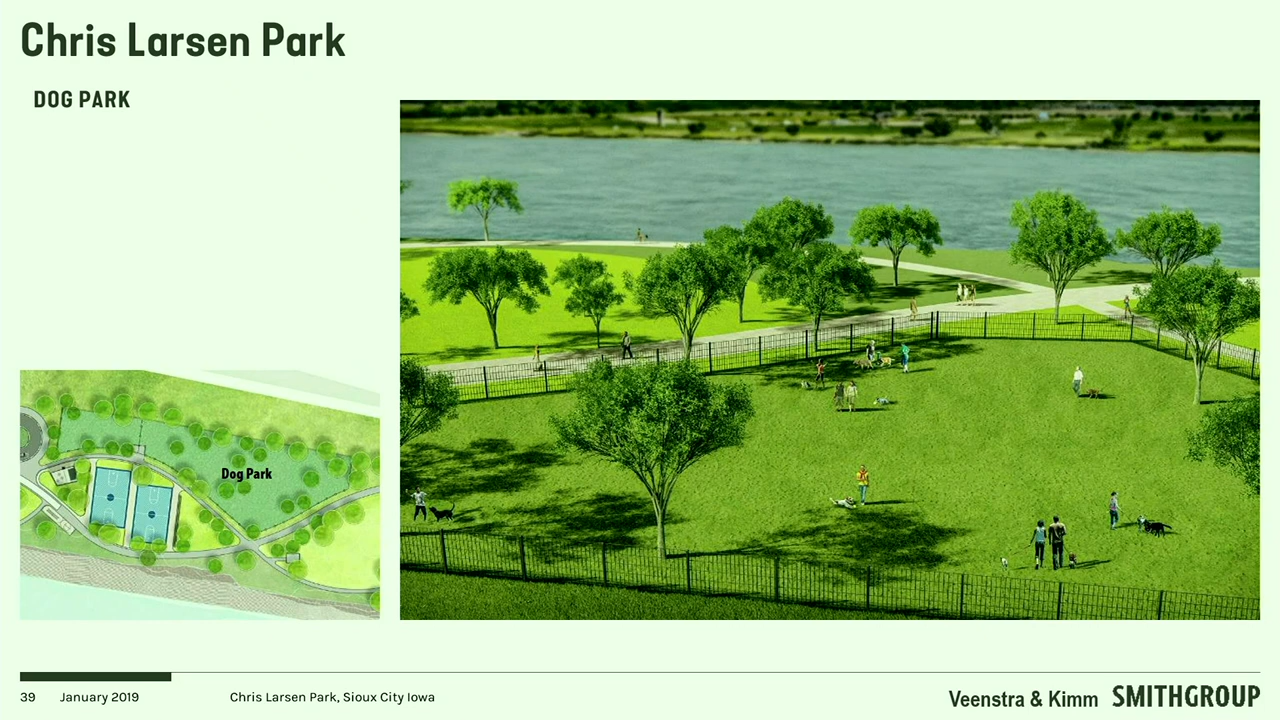 Chris Larsen Park
DOG PARK
Dog Park
39 January 2019 Chris Larsen Park, Sioux City Iowa Veenstra & Kimm SMITHGROUP